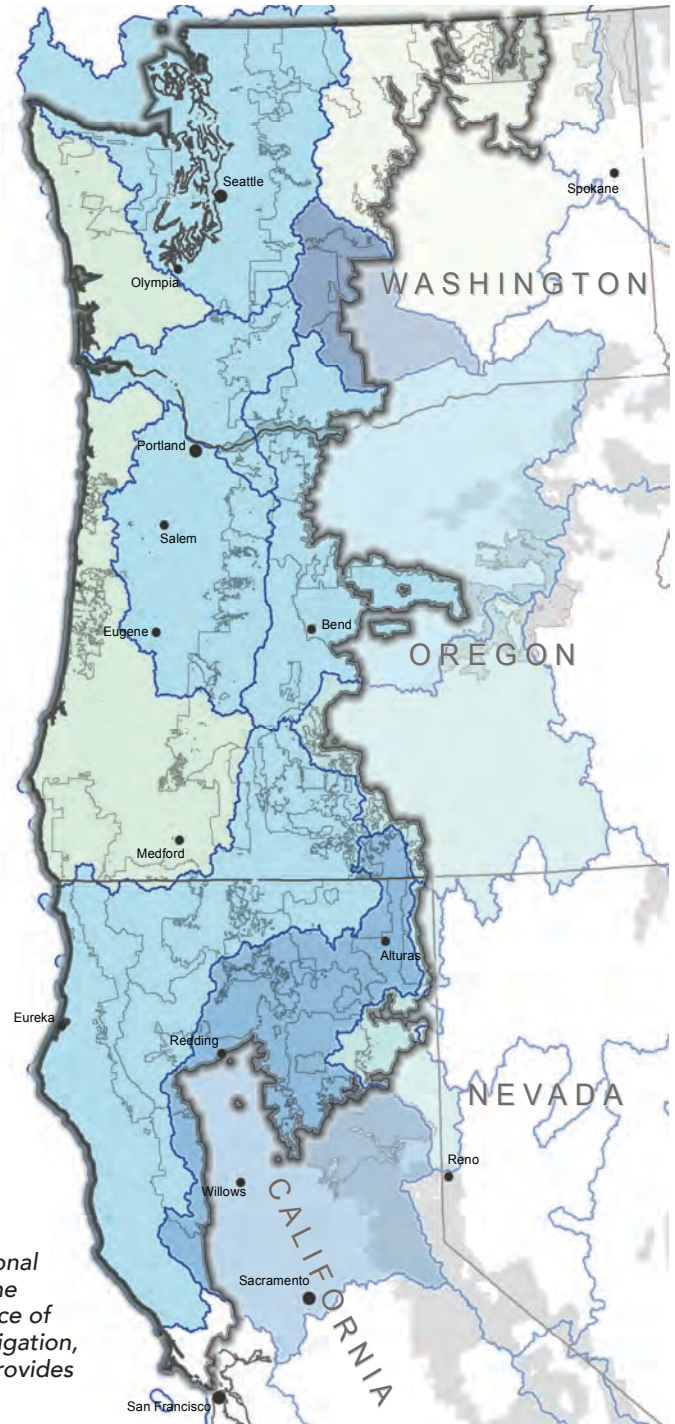 Seattle
Spokane
Olympia
WASHINGTON
Portland
Salem
Eugene
Bend
OREGON
Medford
Alturas
Eureka
Redding
NEVADA
Reno
Willows
CALIFORNIA
Sacramento
onal
ne
ce of
igation,
rovides
San Francisco